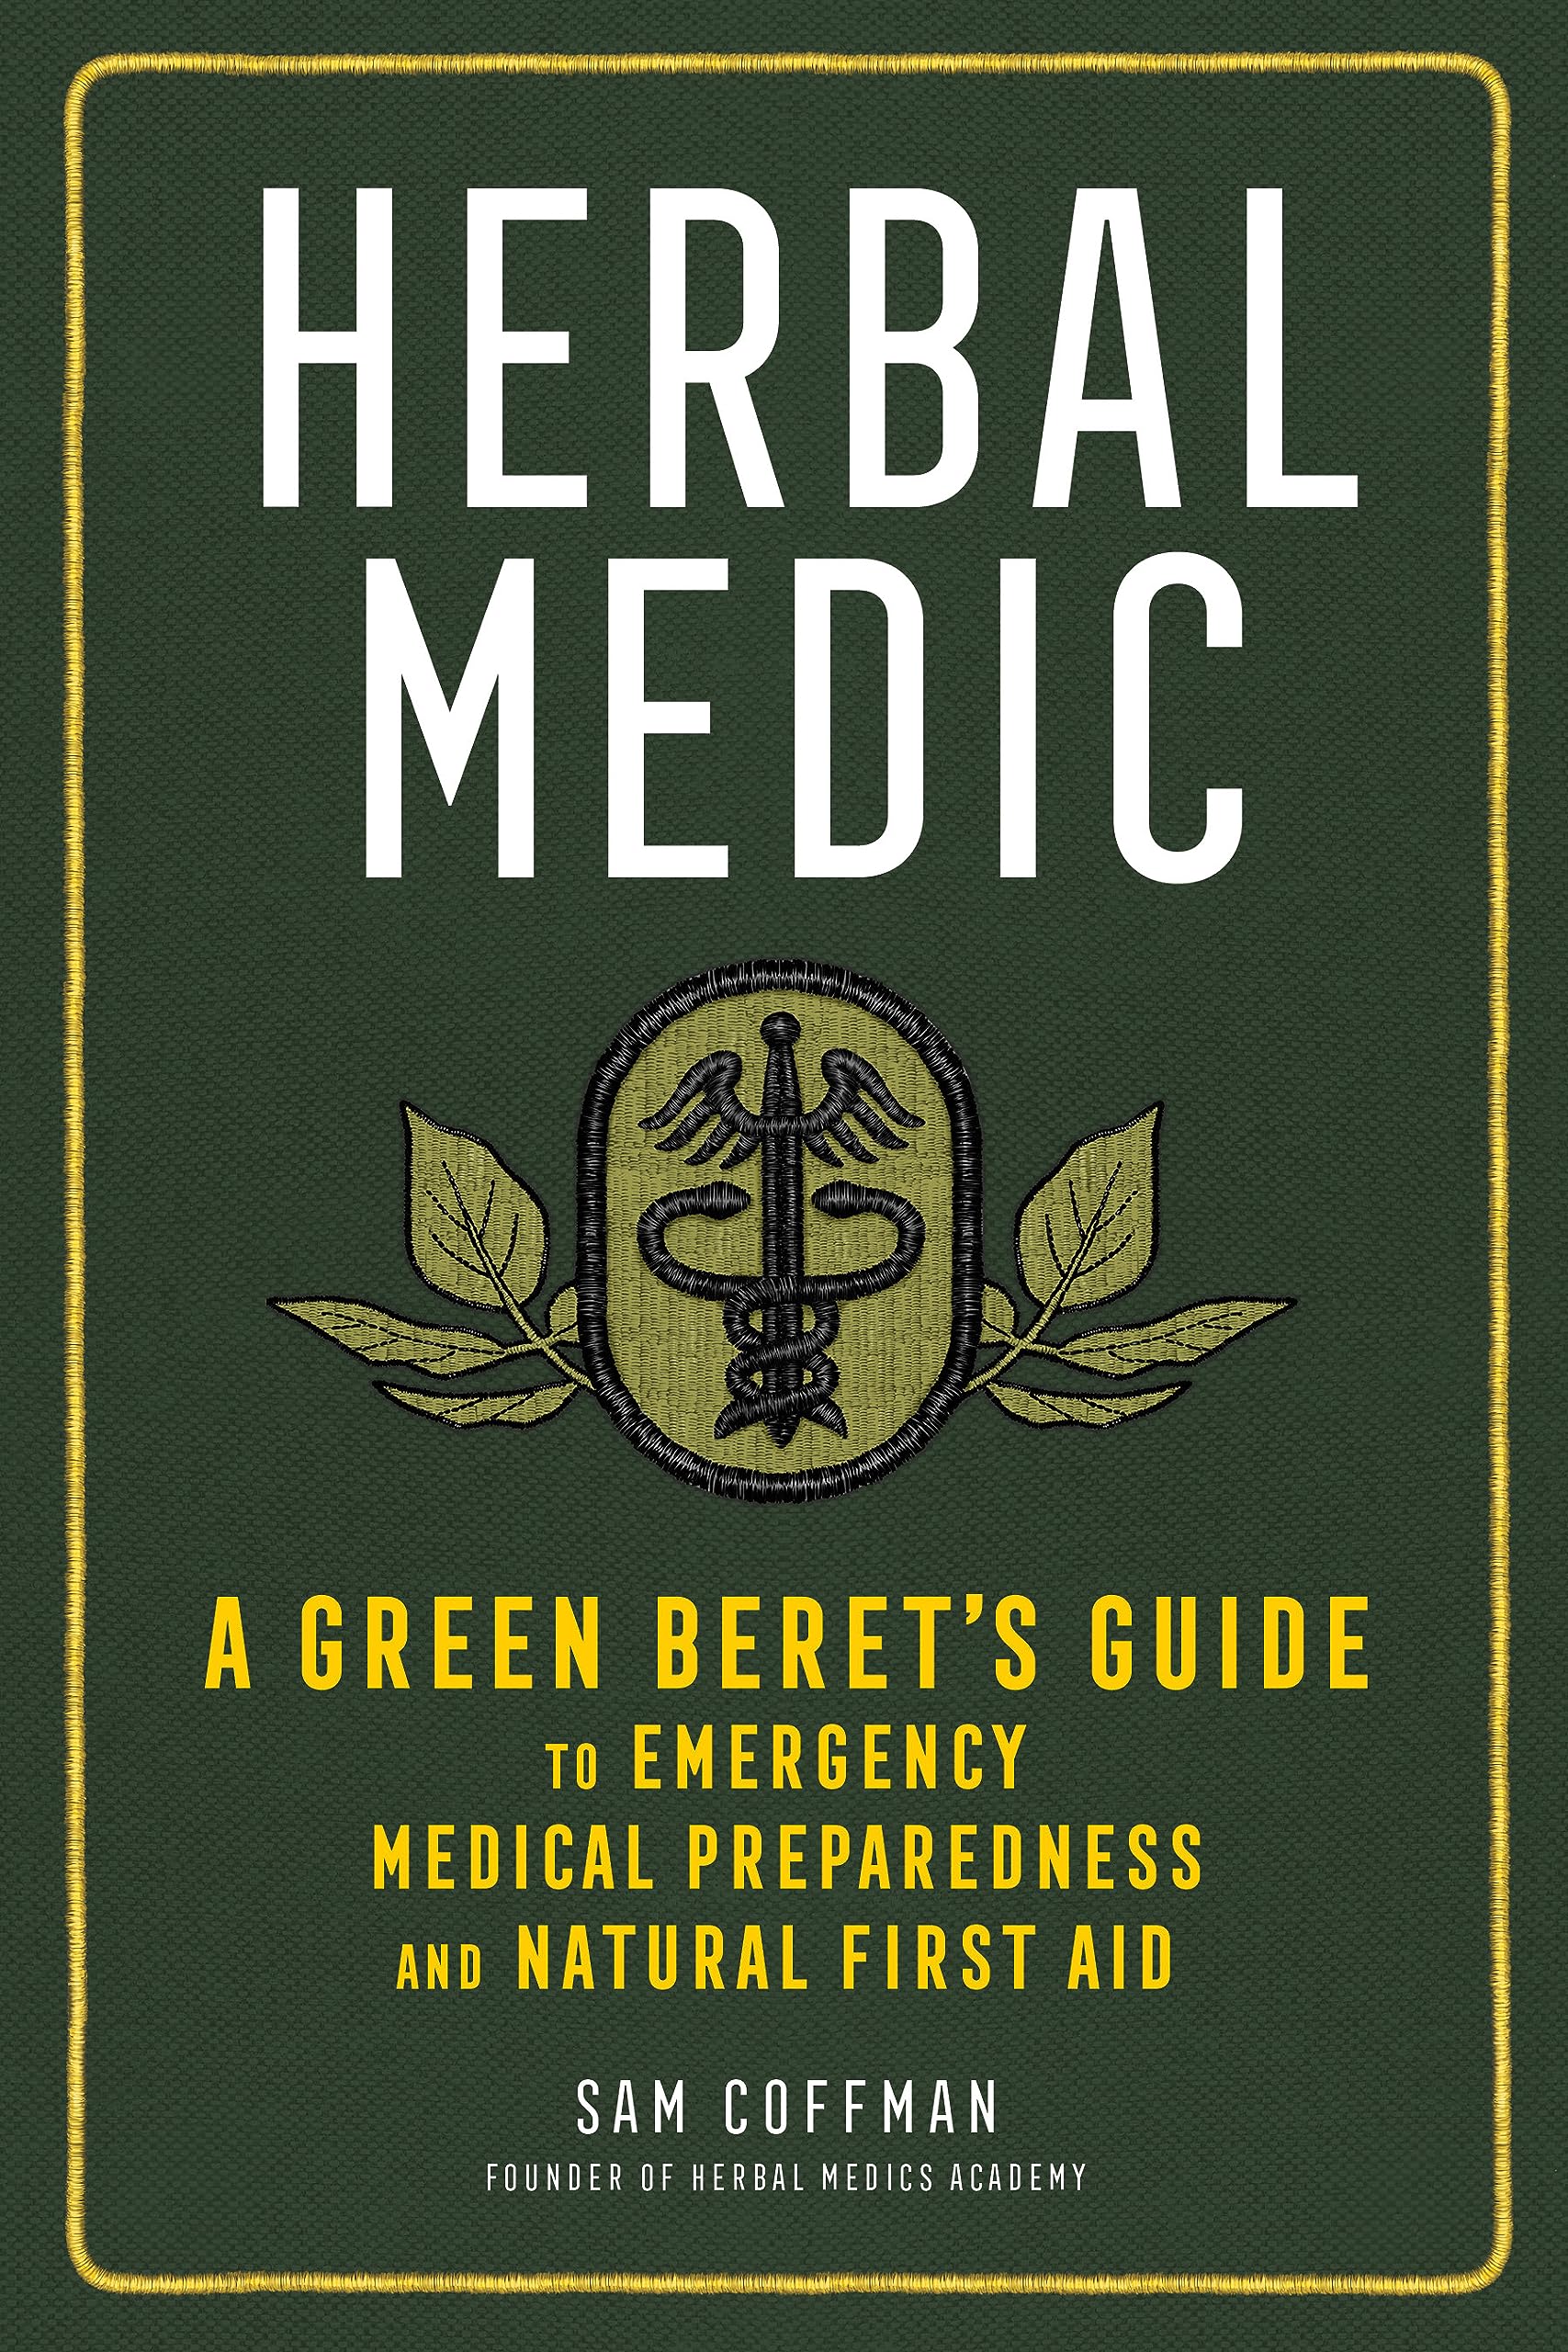 HERBAL
MEDIC
A GREEN BERET’S GUIDE
TO EMERGENCY
MEDICAL PREPAREDNESS
AND NATURAL FIRST AID
SAM COFFMAN
FOUNDER OF HERBAL MEDICS ACADEMY